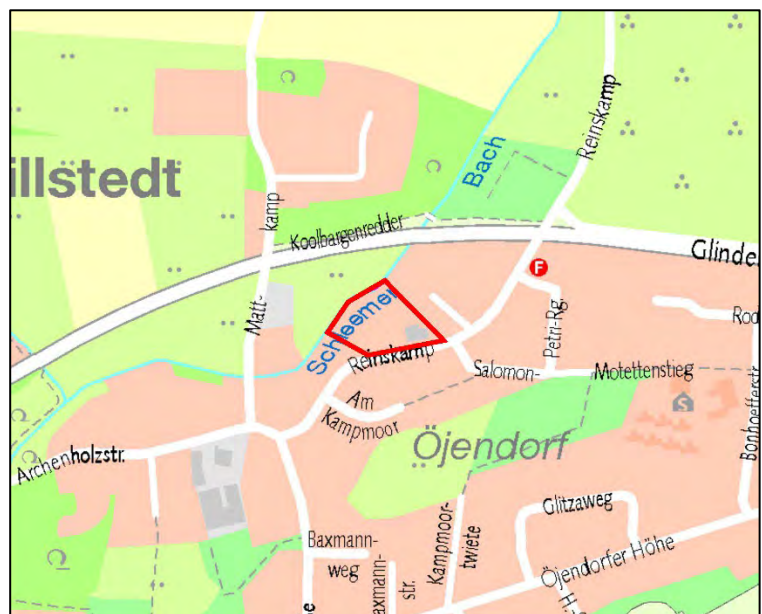 Reinskamp
Bach
illstedt
kamp
Koolbargenredder
Glinde
F
Matt-
Schleemer
Petri-Rg.
Rod
Reinskamp
Salomon-
Motettenstieg
Am
Kampmoor
S
Bonhoefferstr.
Öjendorf
Archenholzstr.
Glitzaweg
Kampmoor-
twiete
Baxmann-
weg
Öjendorfer Höhe
axmann-
str.